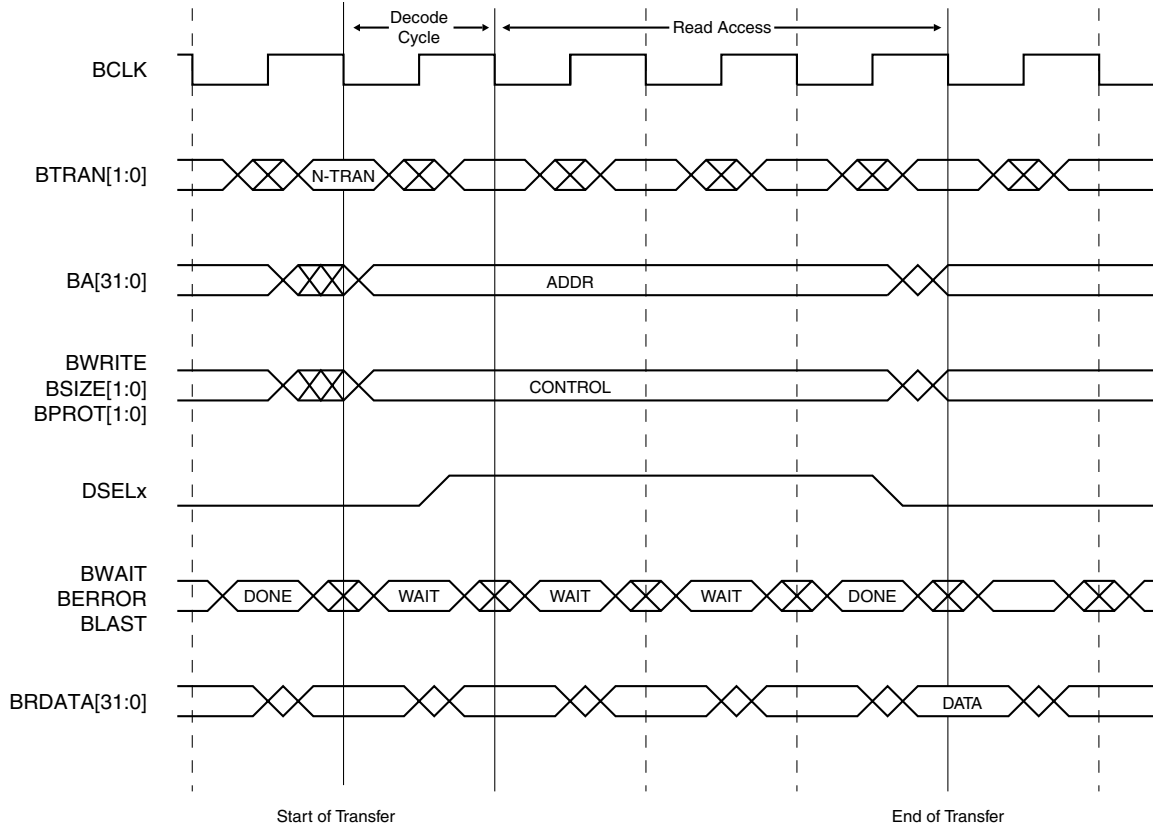 Decode
Cycle
Read Access
BCLK
BTRAN[1:0]
N-TRAN
BA[31:0]
ADDR
BWRITE
BSIZE[1:0]
BPROT[1:0]
CONTROL
DSELx
BWAIT
BERROR
BLAST
DONE
WAIT
WAIT
WAIT
DONE
BRDATA[31:0]
DATA
Start of Transfer
End of Transfer